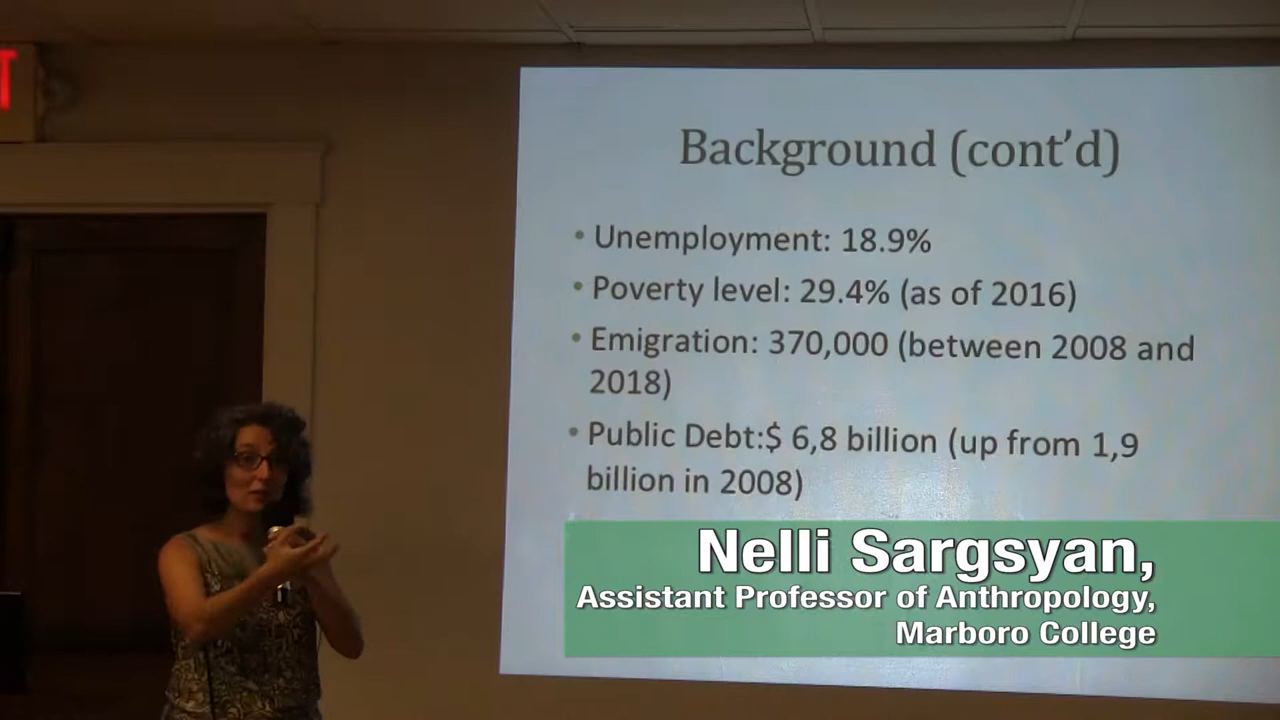 T
Background (cont’d)
• Unemployment: 18.9%
• Poverty level: 29.4% (as of 2016)
• Emigration: 370,000 (between 2008 and
2018)
• Public Debt:$ 6,8 billion (up from 1,9
billion in 2008)
Nelli Sargsyan,
Assistant Professor of Anthropology,
Marboro College